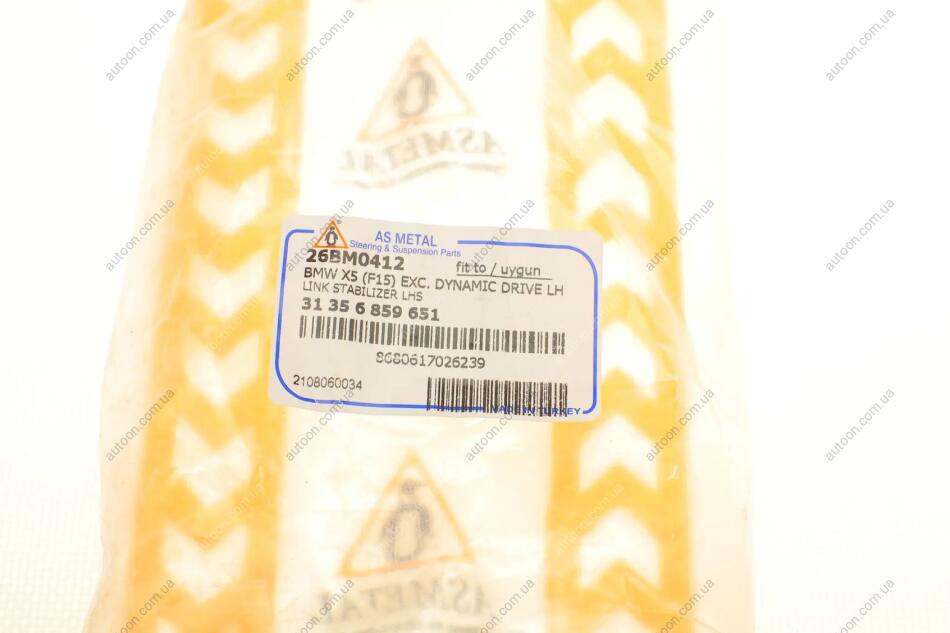 ASMETAL
AS METAL
Steering & Suspension Parts
26BM0412
fit to / uygun
BMW X5 (F15) EXC. DYNAMIC DRIVE LH
LINK STABILIZER LHS
31 35 6 859 651
8680617026239
2108060034
MADE IN TURKEY
ASMETAL
ASMETAL
autoon.com.ua